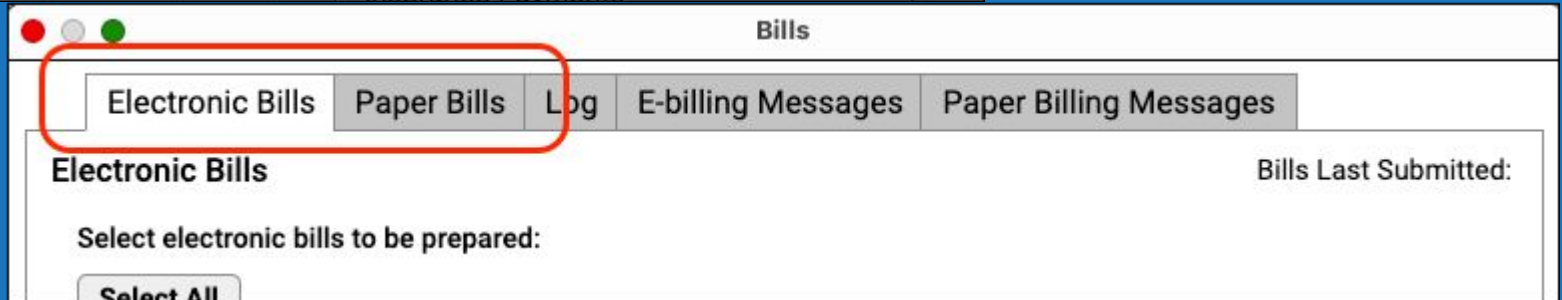 Bills
Electronic Bills Paper Bills Log E-billing Messages Paper Billing Messages
Electronic Bills Bills Last Submitted:
Select electronic bills to be prepared:
Select All